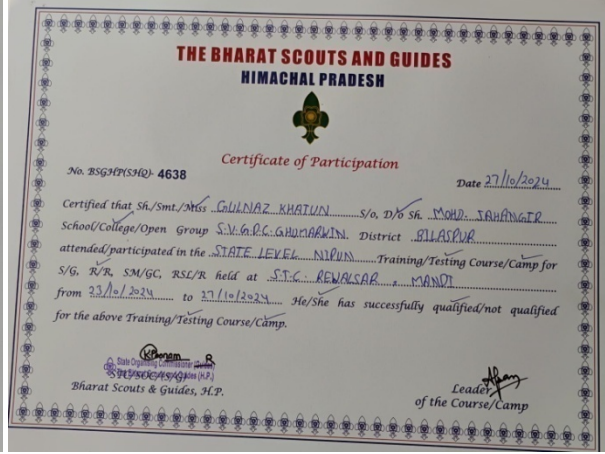 THE BHARAT SCOUTS AND GUIDES
HIMACHAL PRADESH
Certificate of Participation
No. BSGHP(SHQ)- 4638
Date 27/10/2024
Certified that Sh./Smt./Miss GULNAZ KHATUN S/o, D/o Sh. MOHD. JAHANGIR
School/College/Open Group S.V.G.P.C. GHUMARWIN District BILASPUR
attended/participated in the STATE LEVEL NIPUN Training/Testing Course/Camp for
S/G, R/R, SM/GC, RSL/R held at S.T.C. REWALSAR, MANDI
from 23/10/2024 to 27/10/2024 He/She has successfully qualified/not qualified
for the above Training/Testing Course/Camp.
State Organising Commissioner (Guides)
Bharat Scouts & Guides, H.P.
Leader
of the Course/Camp